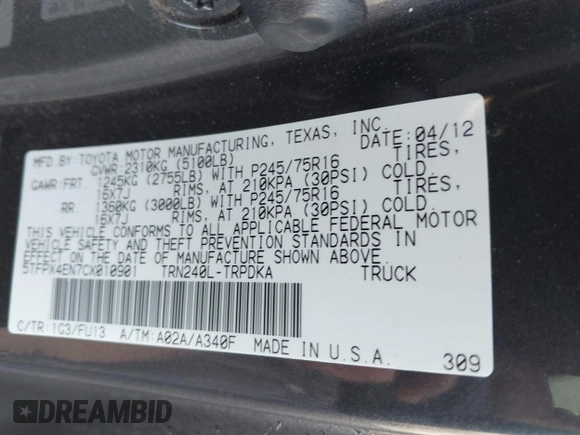 MFD.BY:TOYOTA MOTOR MANUFACTURING, TEXAS, INC.
GVWR:2310KG (5100LB) DATE:04/12
GAWR:FRT. 1245KG (2755LB) WITH P245/75R16 TIRES,
16X7J RIMS, AT 210KPA (30PSI) COLD.
RR. 1360KG (3000LB) WITH P245/75R16 TIRES,
16X7J RIMS, AT 210KPA (30PSI) COLD.
THIS VEHICLE CONFORMS TO ALL APPLICABLE FEDERAL MOTOR
VEHICLE SAFETY AND THEFT PREVENTION STANDARDS IN
EFFECT ON THE DATE OF MANUFACTURE SHOWN ABOVE.
5TFPX4EN7CX010901 TRN240L-TRPDKA TRUCK
C/TR:1G3/FU13 A/TM:A02A/A340F MADE IN U.S.A. 309
DREAMBID